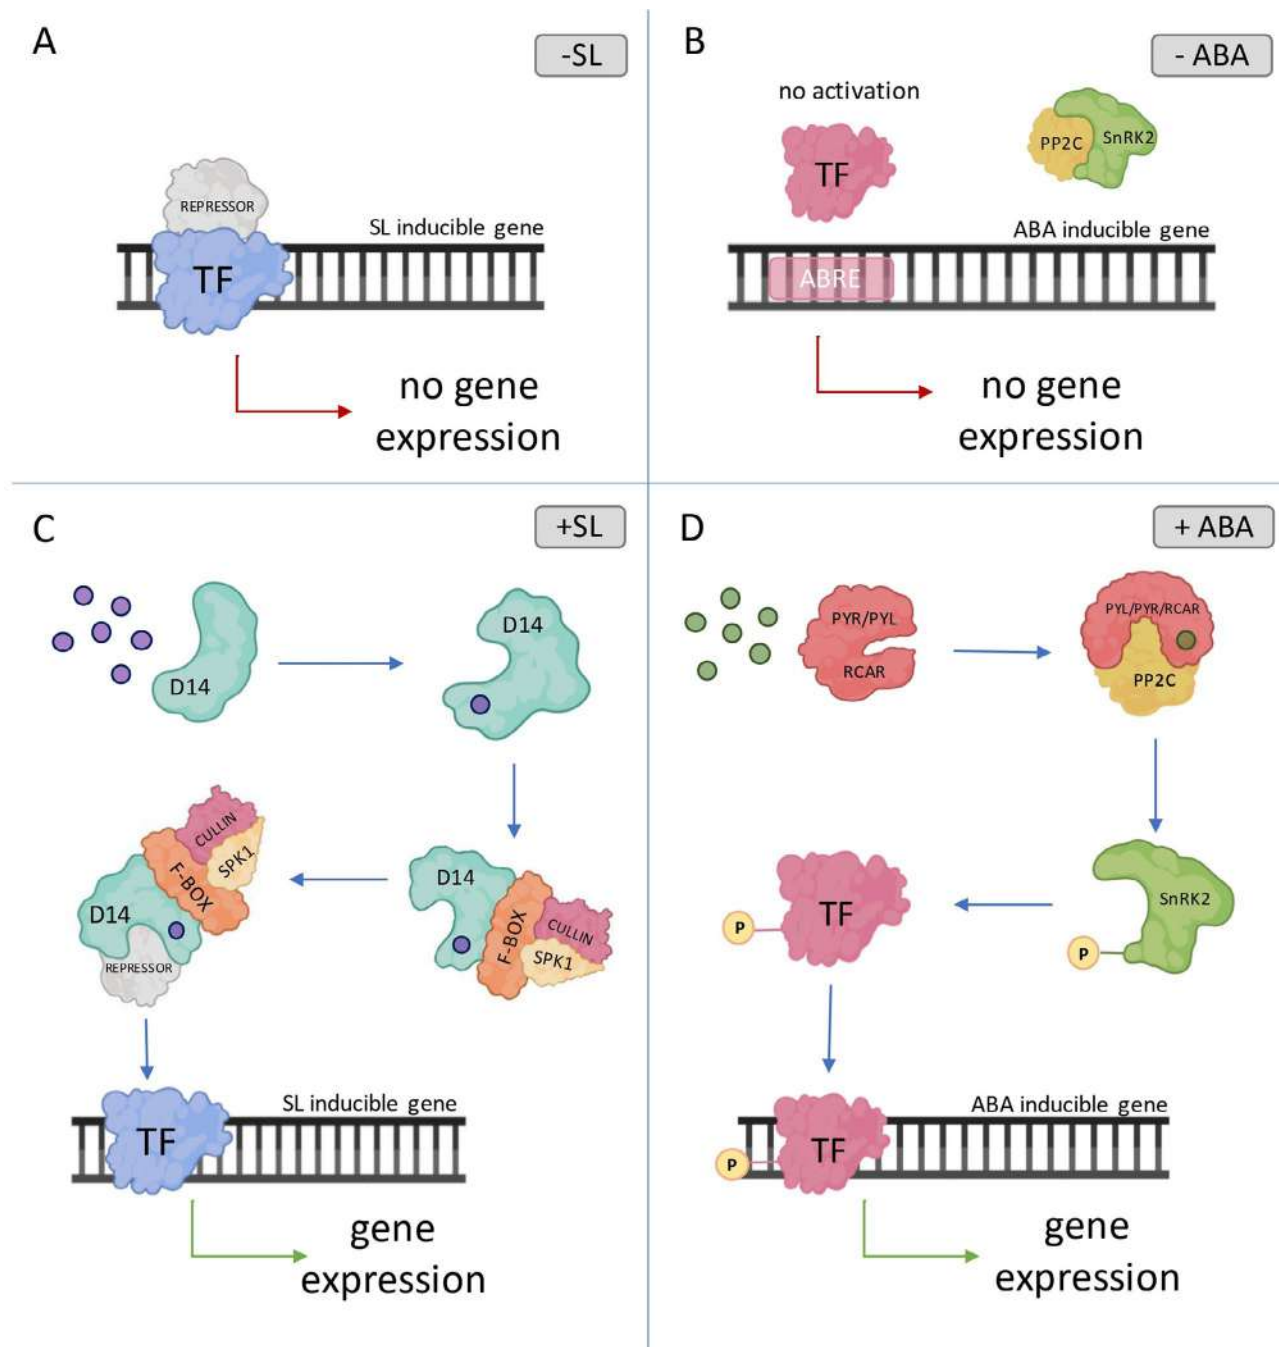 A
-SL
REPRESSOR
SL inducible gene
TF
no gene
expression
B
- ABA
no activation
TF
PP2C
SnRK2
ABA inducible gene
ABRE
no gene
expression
C
+SL
D14
D14
D14
F-BOX
CULLIN
SPK1
CULLIN
SPK1
F-BOX
D14
REPRESSOR
SL inducible gene
TF
gene
expression
D
+ ABA
PYR/PYL
RCAR
PYL/PYR/RCAR
PP2C
SnRK2
P
TF
P
ABA inducible gene
TF
P
gene
expression